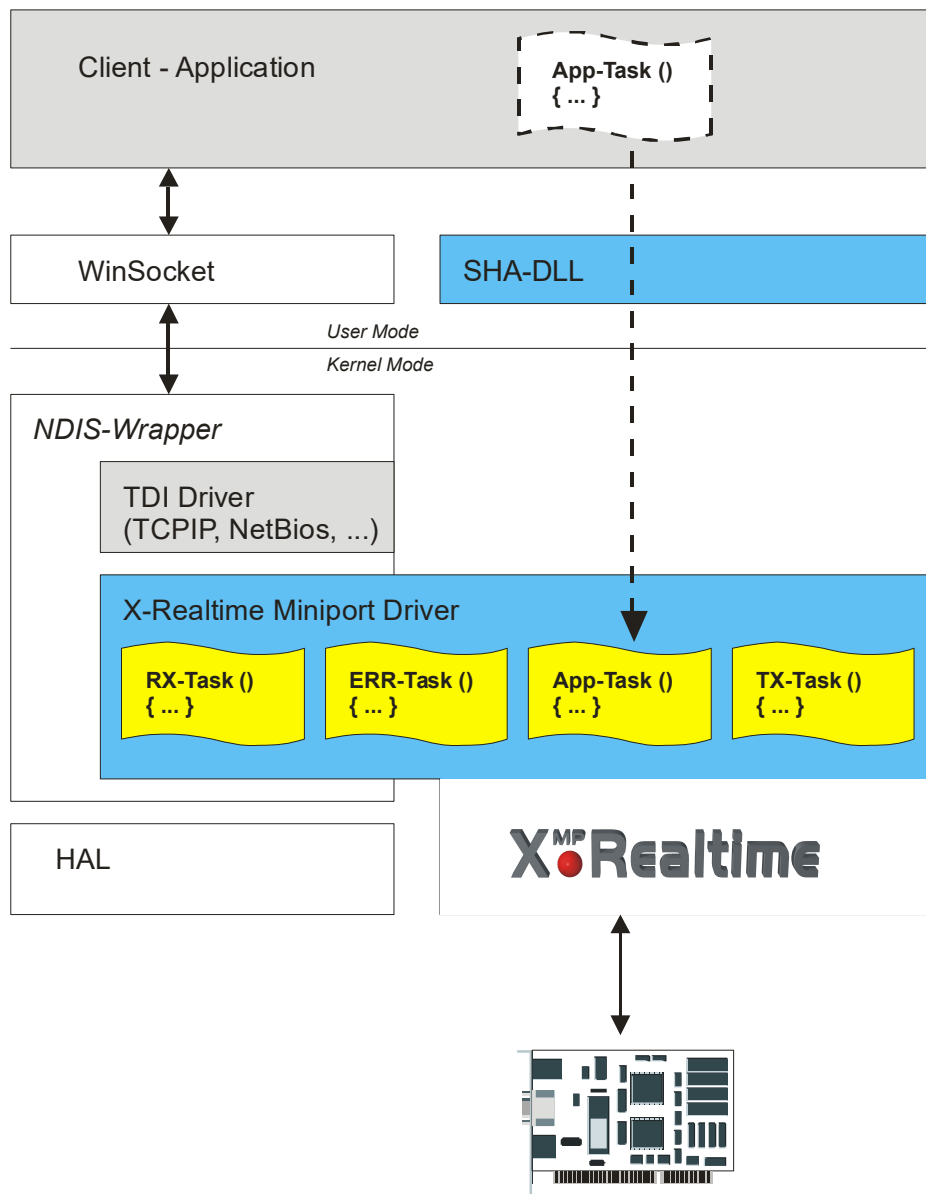 Client - Application
App-Task ()
{ ... }
WinSocket
SHA-DLL
User Mode
Kernel Mode
NDIS-Wrapper
TDI Driver
(TCPIP, NetBios, ...)
X-Realtime Miniport Driver
RX-Task ()
{ ... }
ERR-Task ()
{ ... }
App-Task ()
{ ... }
TX-Task ()
{ ... }
HAL
X MP Realtime